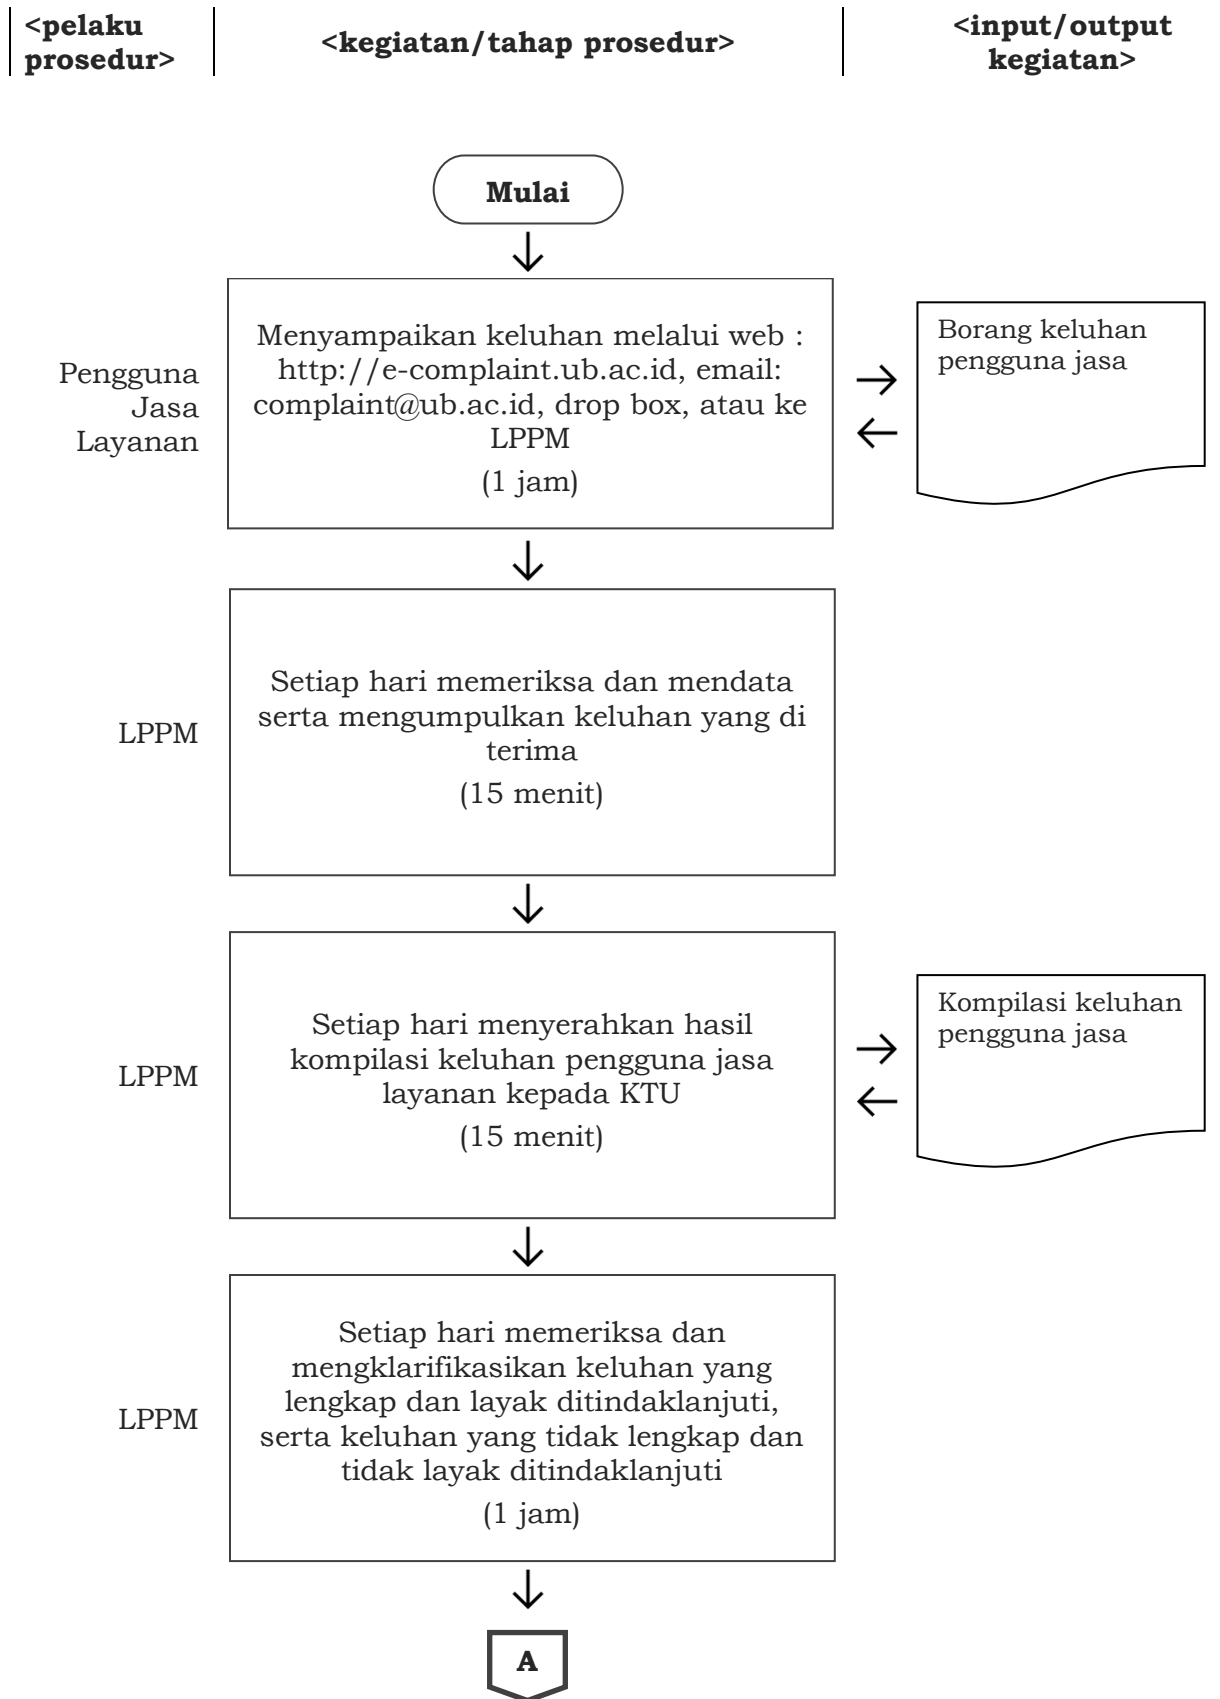 <pelaku
prosedur>
<kegiatan/tahap prosedur>
<input/output
kegiatan>
Mulai
Pengguna
Jasa
Layanan
Menyampaikan keluhan melalui web :
http://e-complaint.ub.ac.id, email:
complaint@ub.ac.id, drop box, atau ke
LPPM
(1 jam)
Borang keluhan
pengguna jasa
LPPM
Setiap hari memeriksa dan mendata
serta mengumpulkan keluhan yang di
terima
(15 menit)
LPPM
Setiap hari menyerahkan hasil
kompilasi keluhan pengguna jasa
layanan kepada KTU
(15 menit)
Kompilasi keluhan
pengguna jasa
LPPM
Setiap hari memeriksa dan
mengklarifikasikan keluhan yang
lengkap dan layak ditindaklanjuti,
serta keluhan yang tidak lengkap dan
tidak layak ditindaklanjuti
(1 jam)
A